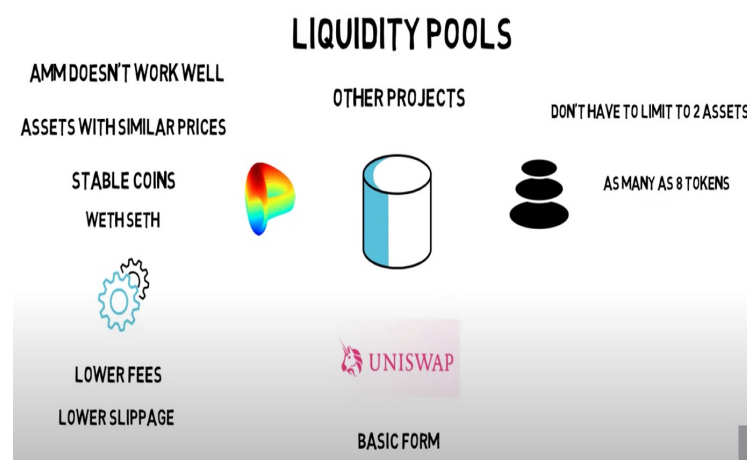 LIQUIDITY POOLS
AMM DOESN'T WORK WELL
ASSETS WITH SIMILAR PRICES
STABLE COINS
WETH SETH
LOWER FEES
LOWER SLIPPAGE
OTHER PROJECTS
UNISWAP
BASIC FORM
DON'T HAVE TO LIMIT TO 2 ASSETS
AS MANY AS 8 TOKENS